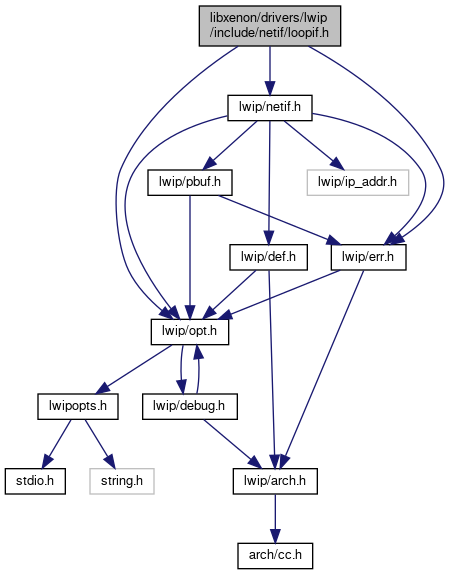 libxenon/drivers/lwip
/include/netif/loopif.h
lwip/netif.h
lwip/pbuf.h
lwip/ip_addr.h
lwip/def.h
lwip/err.h
lwip/opt.h
lwipopts.h
lwip/debug.h
stdio.h
string.h
lwip/arch.h
arch/cc.h